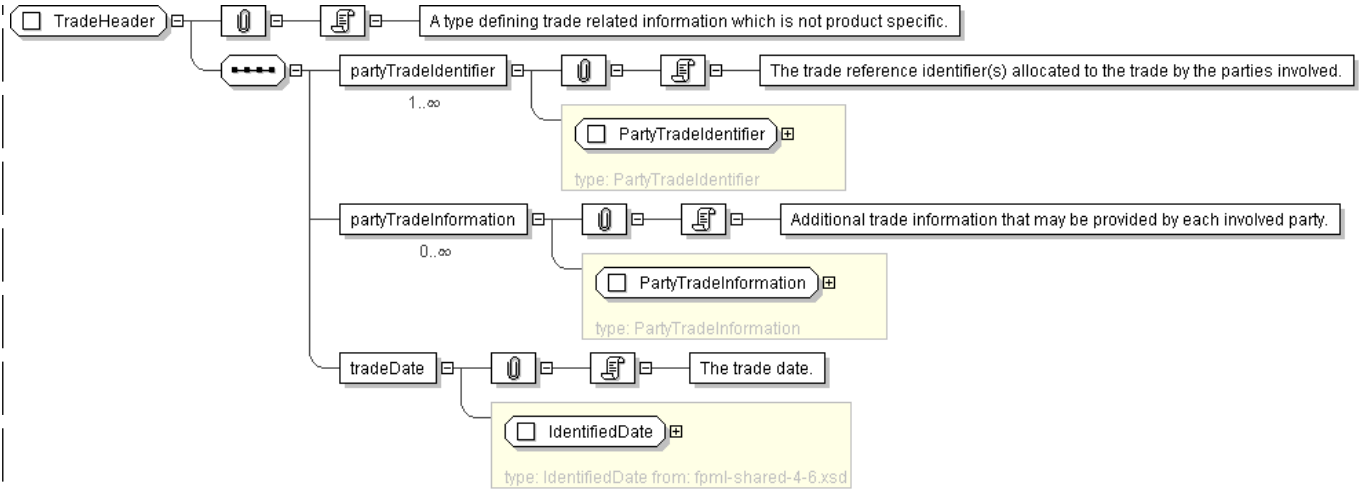 TradeHeader
A type defining trade related information which is not product specific.
partyTradeIdentifier
The trade reference identifier(s) allocated to the trade by the parties involved.
1..∞
PartyTradeIdentifier
type: PartyTradeIdentifier
partyTradeInformation
Additional trade information that may be provided by each involved party.
0..∞
PartyTradeInformation
type: PartyTradeInformation
tradeDate
The trade date.
IdentifiedDate
type: IdentifiedDate from: fpml-shared-4-6.xsd